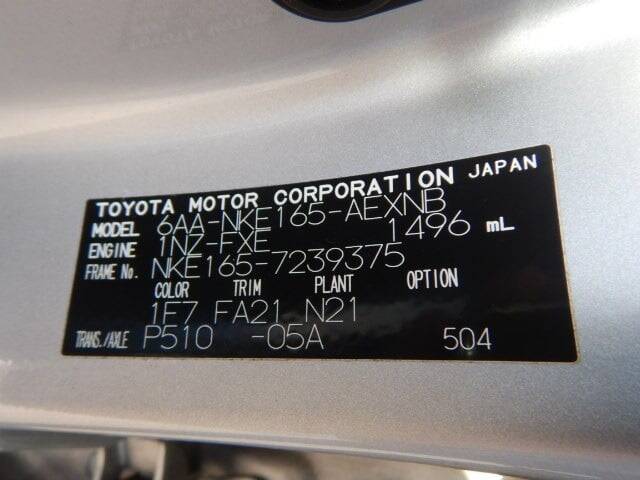 TOYOTA MOTOR CORPORATION JAPAN
MODEL 6AA-NKE165-AEXNB
ENGINE 1NZ-FXE 1496 mL
FRAME No. NKE165-7239375
COLOR TRIM PLANT OPTION
1F7 FA21 N21
TRANS./AXLE P510 -05A 504